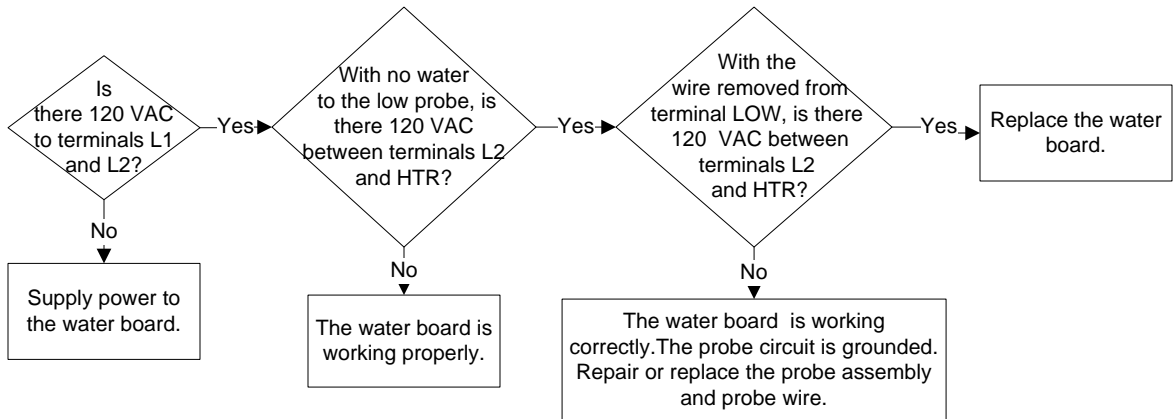 Is
there 120 VAC
to terminals L1
and L2?
Yes
With no water
to the low probe, is
there 120 VAC
between terminals L2
and HTR?
Yes
With the
wire removed from
terminal LOW, is there
120 VAC between
terminals L2
and HTR?
Yes
Replace the water
board.
No
Supply power to
the water board.
No
The water board is
working properly.
No
The water board is working
correctly.The probe circuit is grounded.
Repair or replace the probe assembly
and probe wire.